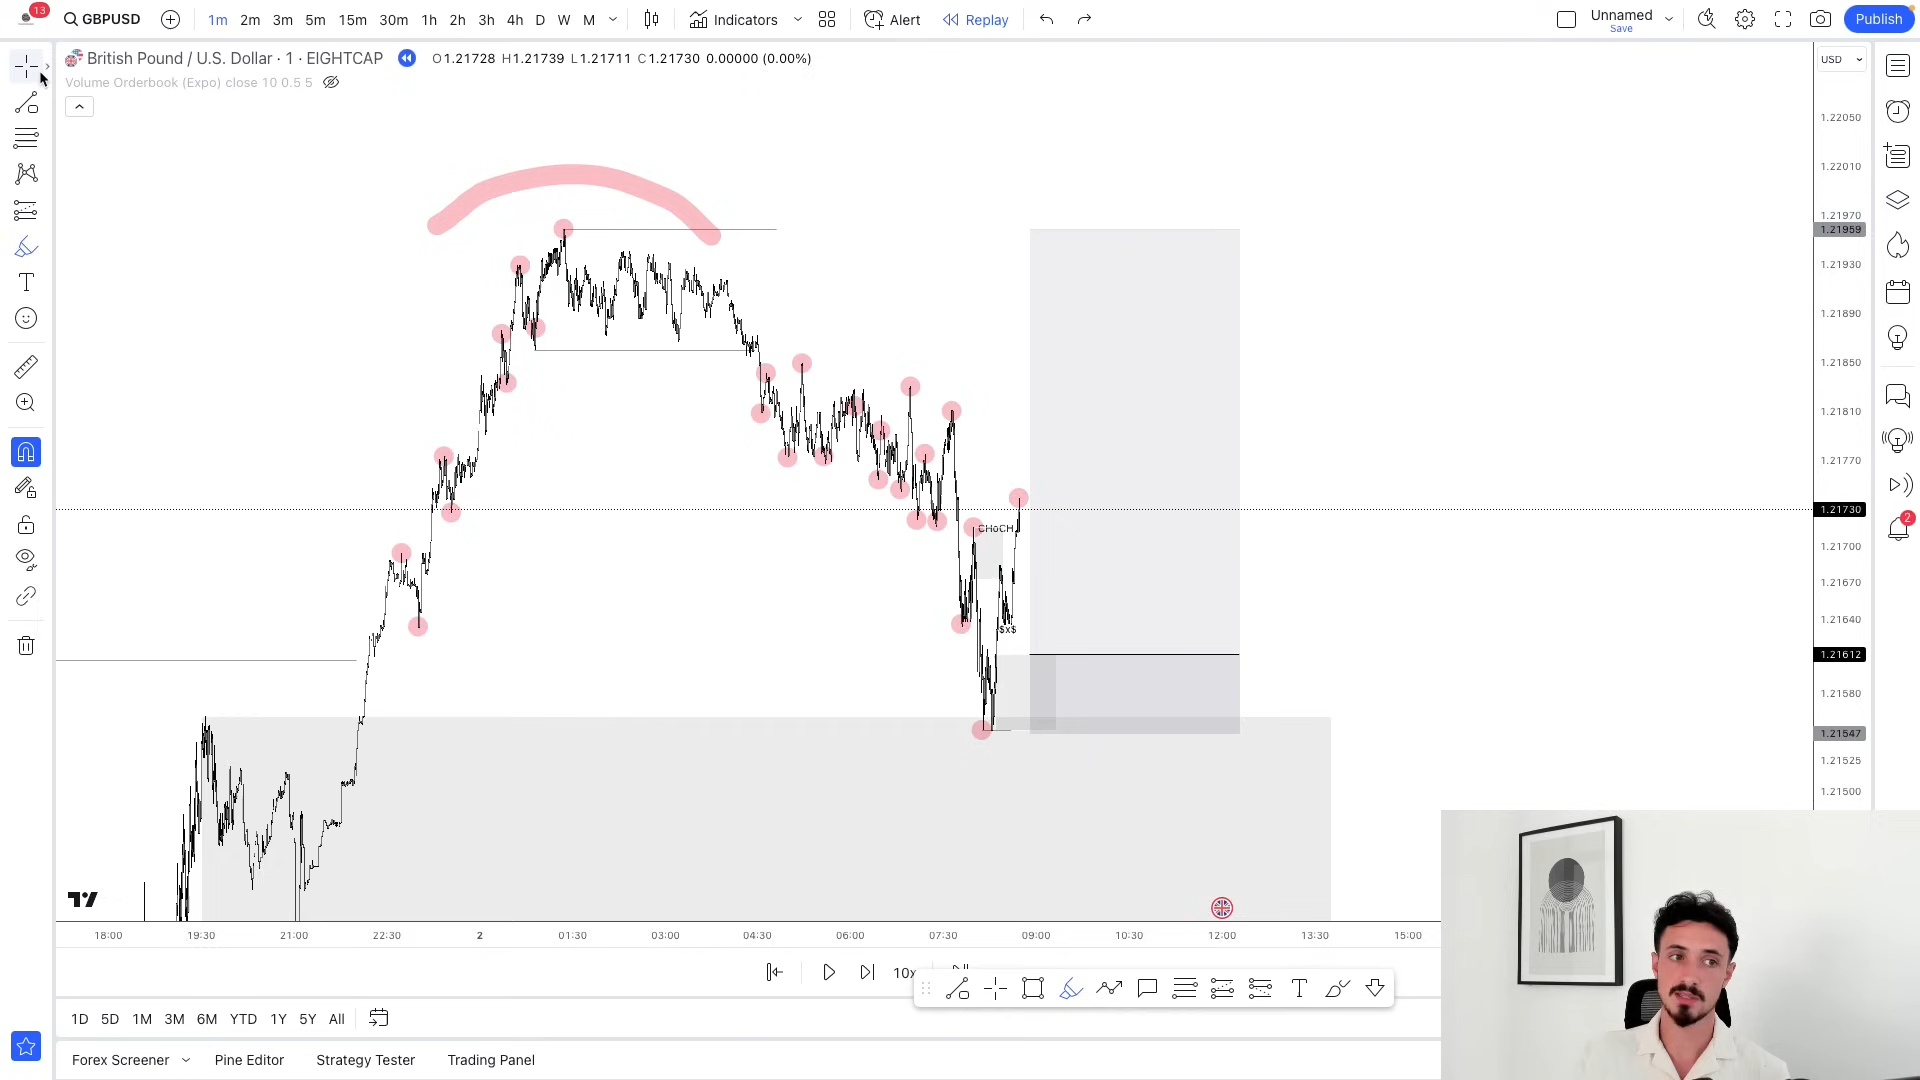 13
GBPUSD
1m 2m 3m 5m 15m 30m 1h 2h 3h 4h D W M
Indicators
Alert
Replay
Unnamed
Save
Publish
British Pound / U.S. Dollar · 1 · EIGHTCAP
O1.21728 H1.21739 L1.21711 C1.21730 0.00000 (0.00%)
USD
Volume Orderbook (Expo) close 10 0.5 5
1.22050
1.22010
1.21970
1.21959
1.21930
1.21890
1.21850
1.21810
1.21770
1.21730
1.21700
1.21670
1.21640
1.21612
1.21580
1.21547
1.21525
1.21500
2
CHoCH
$x$
18:00 19:30 21:00 22:30 2 01:30 03:00 04:30 06:00 07:30 09:00 10:30 12:00 13:30 15:00
10x
1D 5D 1M 3M 6M YTD 1Y 5Y All
Forex Screener Pine Editor Strategy Tester Trading Panel